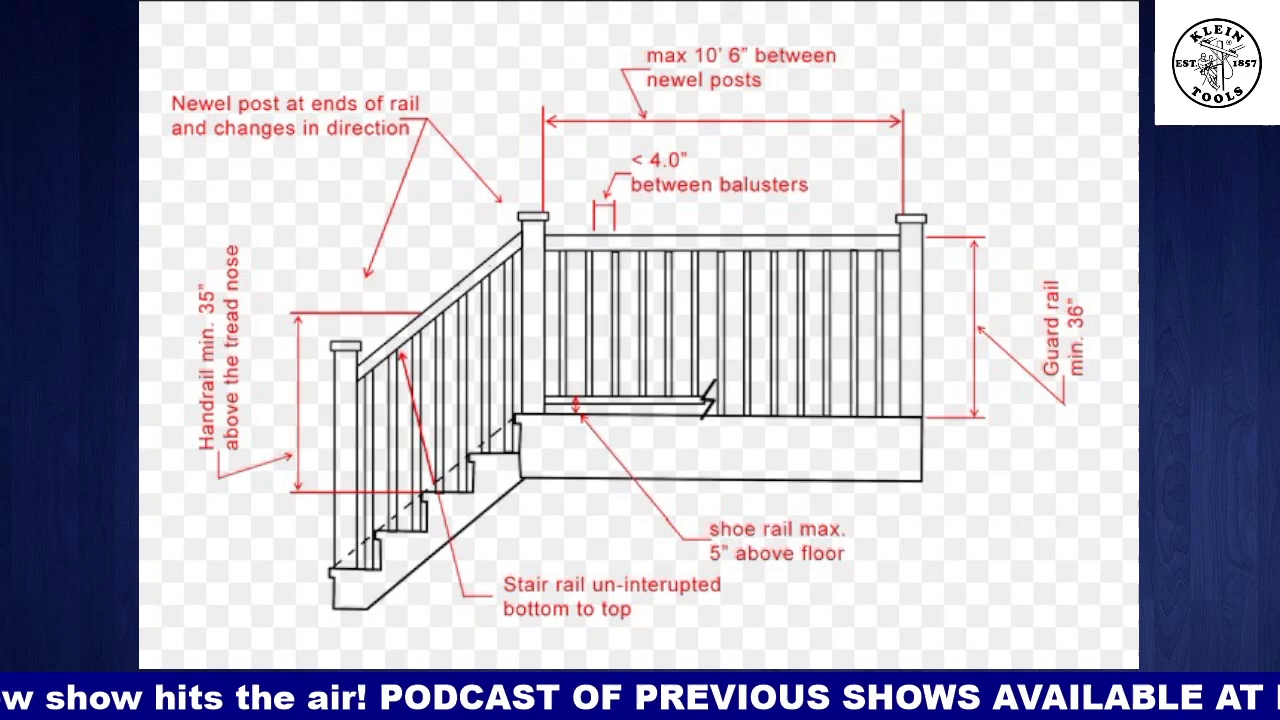 max 10' 6” between
newel posts
Newel post at ends of rail
and changes in direction
< 4.0”
between balusters
Handrail min. 35”
above the tread nose
Guard rail
min. 36”
shoe rail max.
5” above floor
Stair rail un-interupted
bottom to top
KLEIN
EST. 1857
TOOLS
show hits the air! PODCAST OF PREVIOUS SHOWS AVAILABLE AT